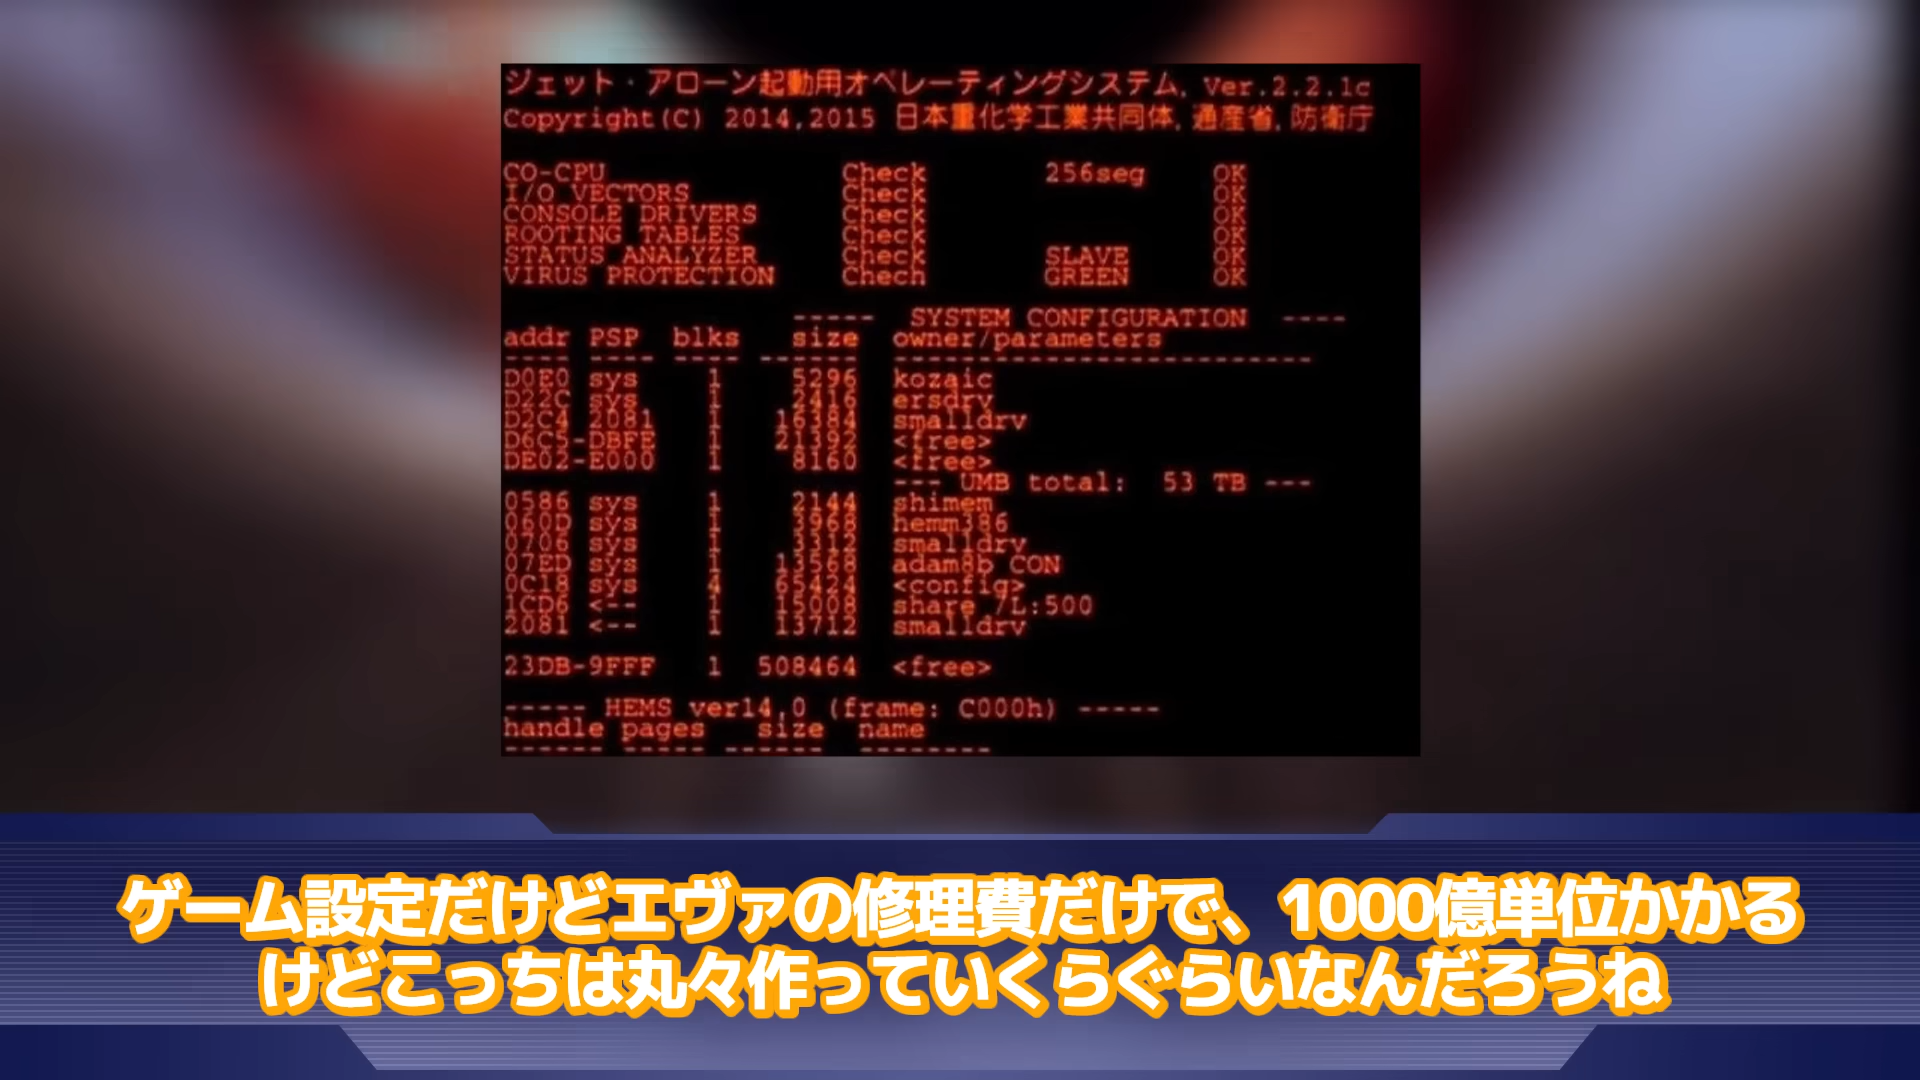 ジェット・アローン起動用オペレーティングシステム, Ver.2.2.1c
Copyright(C) 2014,2015 日本重化学工業共同体,通産省,防衛庁
CO-CPU Check 256seg OK
I/O VECTORS Check OK
CONSOLE DRIVERS Check OK
ROOTING TABLES Check OK
STATUS ANALYZER Check SLAVE OK
VIRUS PROTECTION Chech GREEN OK
----- SYSTEM CONFIGURATION ----
addr PSP blks size owner/parameters
---- ---- ---- ------ -------------------------
D0E0 sys 1 5296 kozaic
D22C sys 1 2416 ersdrv
D2C4 2081 1 16384 smalldrv
D6C5-DBFE 1 21392 <free>
DE02-E000 1 8160 <free>
--- UMB total: 53 TB ---
0586 sys 1 2144 shimem
060D sys 1 3968 hemm386
0706 sys 1 3312 smalldrv
07ED sys 1 13568 adam8b CON
0C18 sys 4 65424 <config>
1CD6 <-- 1 15008 share /L:500
2081 <-- 1 13712 smalldrv
23DB-9FFF 1 508464 <free>
----- HEMS ver14.0 (frame: C000h) -----
handle pages size name
------ ----- ------ --------
ゲーム設定だけどエヴァの修理費だけで、1000億単位かかる
けどこっちは丸々作っていくらぐらいなんだろうね